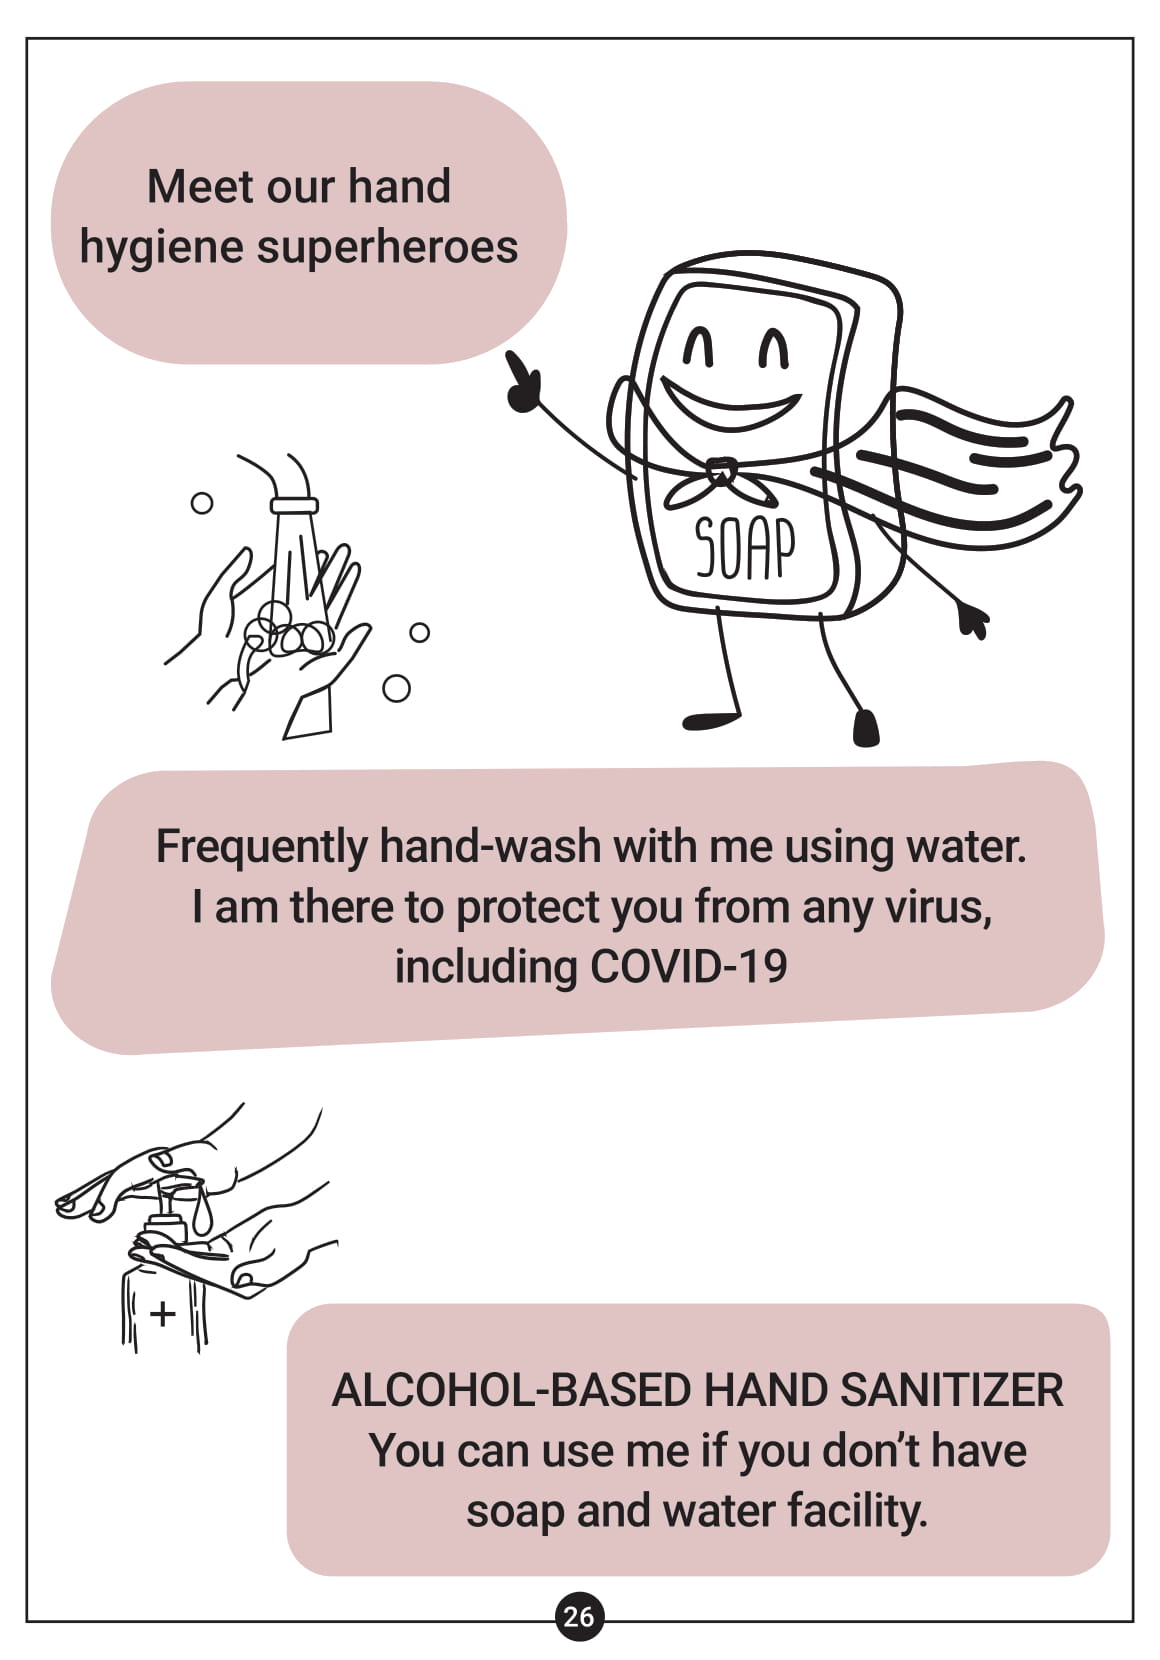 Meet our hand
hygiene superheroes
SOAP
Frequently hand-wash with me using water.
I am there to protect you from any virus,
including COVID-19
ALCOHOL-BASED HAND SANITIZER
You can use me if you don’t have
soap and water facility.
26